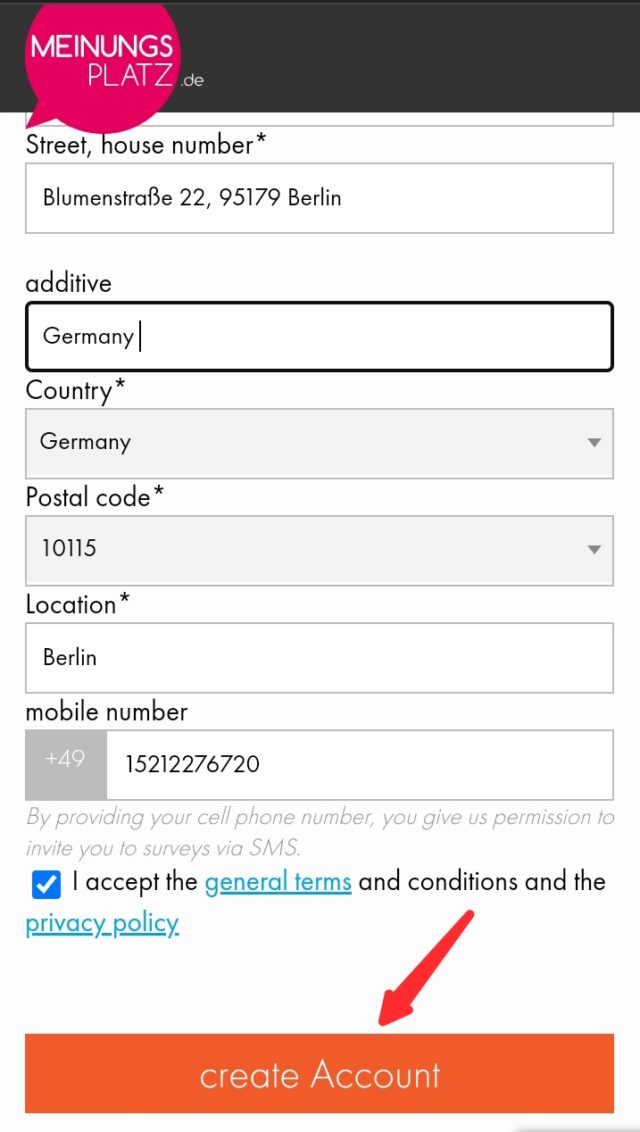 MEINUNGS
PLATZ.de
Street, house number*
Blumenstraße 22, 95179 Berlin
additive
Germany
Country*
Germany
Postal code*
10115
Location*
Berlin
mobile number
+49 15212276720
By providing your cell phone number, you give us permission to
invite you to surveys via SMS.
I accept the general terms and conditions and the
privacy policy
create Account